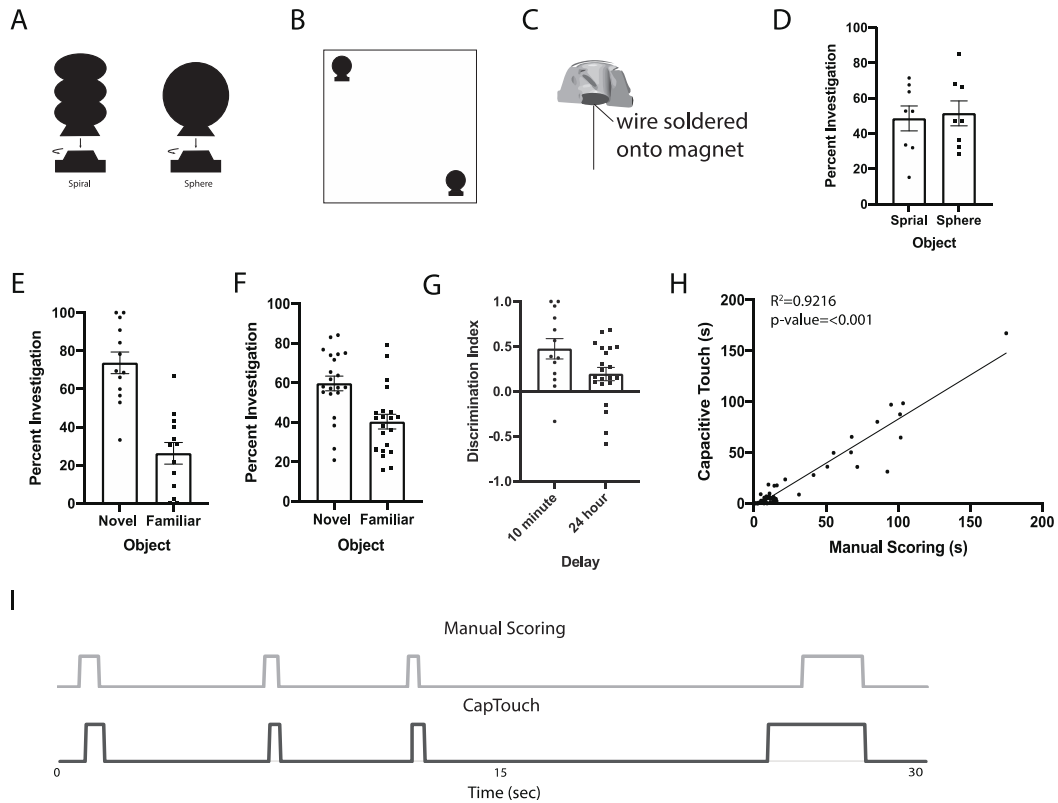 A
Spiral
Sphere
B
C
wire soldered
onto magnet
D
Percent Investigation
100
80
60
40
20
0
Sprial Sphere
Object
E
Percent Investigation
100
80
60
40
20
0
Novel Familiar
Object
F
Percent Investigation
100
80
60
40
20
0
Novel Familiar
Object
G
Discrimination Index
1.0
0.5
0.0
-0.5
-1.0
10 minute
24 hour
Delay
H
R²=0.9216
p-value=<0.001
Capacitive Touch (s)
200
150
100
50
0
0 50 100 150 200
Manual Scoring (s)
I
Manual Scoring
CapTouch
0 15 30
Time (sec)